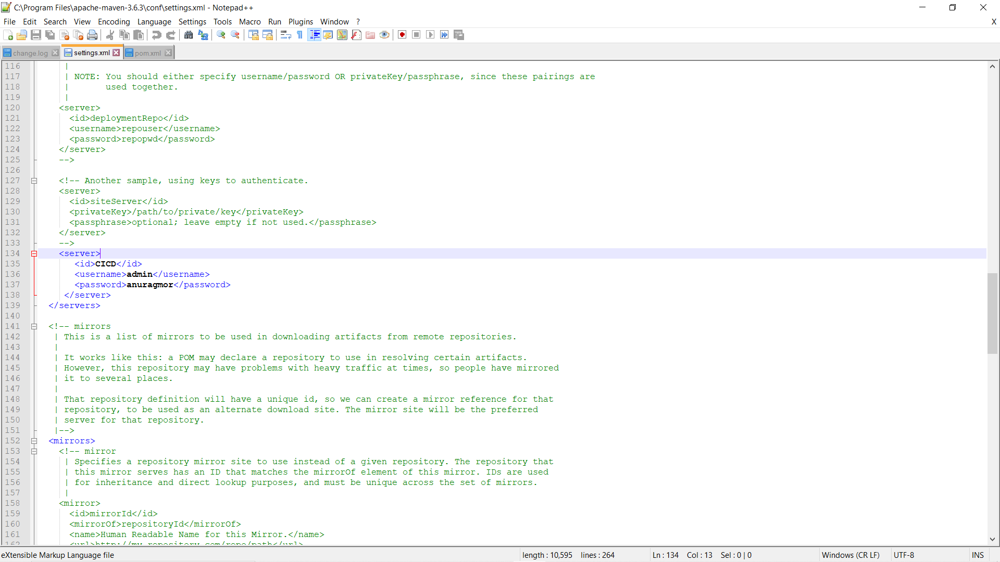 C:\Program Files\apache-maven-3.6.3\conf\settings.xml - Notepad++
File Edit Search View Encoding Language Settings Tools Macro Run Plugins Window ? X
change.log settings.xml pom.xml
116 |
117 | NOTE: You should either specify username/password OR privateKey/passphrase, since these pairings are
118 | used together.
119 |
120 <server>
121 <id>deploymentRepo</id>
122 <username>repouser</username>
123 <password>repopwd</password>
124 </server>
125 -->
126
127 <!-- Another sample, using keys to authenticate.
128 <server>
129 <id>siteServer</id>
130 <privateKey>/path/to/private/key</privateKey>
131 <passphrase>optional; leave empty if not used.</passphrase>
132 </server>
133 -->
134 <server>
135 <id>CICD</id>
136 <username>admin</username>
137 <password>anuragmor</password>
138 </server>
139 </servers>
140
141 <!-- mirrors
142 | This is a list of mirrors to be used in downloading artifacts from remote repositories.
143 |
144 | It works like this: a POM may declare a repository to use in resolving certain artifacts.
145 | However, this repository may have problems with heavy traffic at times, so people have mirrored
146 | it to several places.
147 |
148 | That repository definition will have a unique id, so we can create a mirror reference for that
149 | repository, to be used as an alternate download site. The mirror site will be the preferred
150 | server for that repository.
151 |-->
152 <mirrors>
153 <!-- mirror
154 | Specifies a repository mirror site to use instead of a given repository. The repository that
155 | this mirror serves has an ID that matches the mirrorOf element of this mirror. IDs are used
156 | for inheritance and direct lookup purposes, and must be unique across the set of mirrors.
157 |
158 <mirror>
159 <id>mirrorId</id>
160 <mirrorOf>repositoryId</mirrorOf>
161 <name>Human Readable Name for this Mirror.</name>
162 <url>http://my.repository.com/repo/path</url>
eXtensible Markup Language file length : 10,595 lines : 264 Ln : 134 Col : 13 Sel : 0 | 0 Windows (CR LF) UTF-8 INS